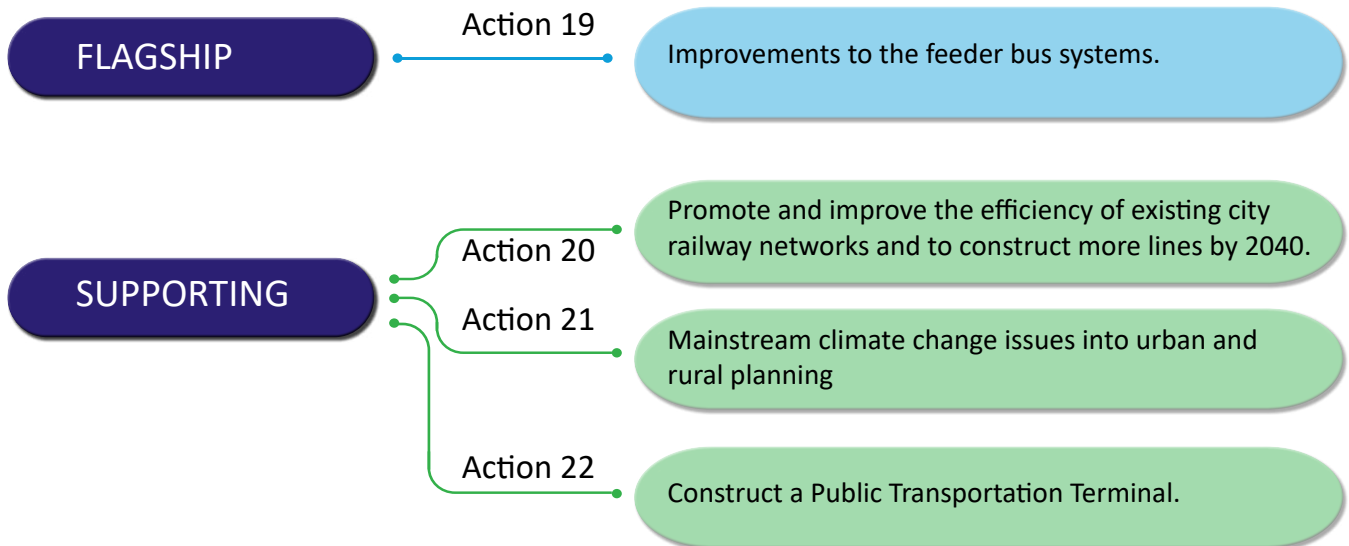 FLAGSHIP
Action 19
Improvements to the feeder bus systems.
SUPPORTING
Action 20
Promote and improve the efficiency of existing city
railway networks and to construct more lines by 2040.
Action 21
Mainstream climate change issues into urban and
rural planning
Action 22
Construct a Public Transportation Terminal.